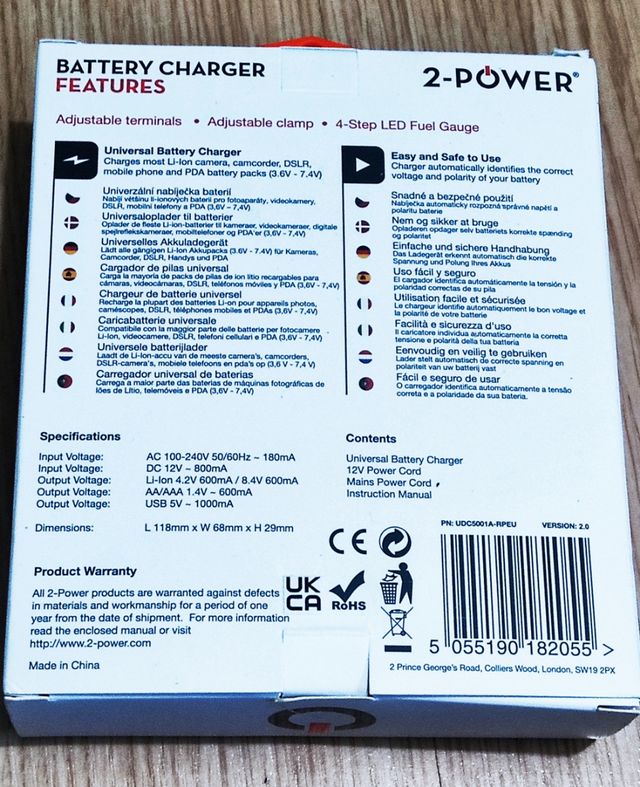 BATTERY CHARGER
FEATURES
2-POWER®
Adjustable terminals • Adjustable clamp • 4-Step LED Fuel Gauge
Universal Battery Charger
Charges most Li-Ion camera, camcorder, DSLR,
mobile phone and PDA battery packs (3.6V - 7,4V)
Univerzální nabíječka baterií
Nabíjí většinu li-ionových baterií pro fotoaparáty, videokamery,
DSLR, mobilní telefony a PDA (3,6V – 7,4V)
Universaloplader til batterier
Oplader de fleste Li-ion-batterier til kameraer, videokameraer, digitale
spejlreflekskameraer, mobiltelefoner og PDA'er (3,6V - 7,4V)
Universelles Akkuladegerät
Lädt alle gängigen Li-Ion Akkupacks (3.6V - 7.4V) für Kameras,
Camcorder, DSLR, Handys und PDA
Cargador de pilas universal
Carga la mayoría de packs de pilas de ion litio recargables para
cámaras, videocámaras, DSLR, teléfonos móviles y PDA (3,6V - 7,4V)
Chargeur de batterie universel
Recharge la plupart des batteries Li-ion pour appareils photos,
caméscopes, DSLR, téléphones mobiles et PDAs (3,6V - 7,4V)
Caricabatterie universale
Compatibile con la maggior parte delle batterie per fotocamere
Li-Ion, videocamere, DSLR, telefoni cellulari e PDA (3,6V - 7,4V)
Universele batterijlader
Laadt de Li-Ion-accu van de meeste camera's, camcorders,
DSLR-camera's, mobiele telefoons en pda's op (3,6 V - 7,4 V)
Carregador universal de baterias
Carrega a maior parte das baterias de máquinas fotográficas de
iões de Lítio, telemóveis e PDA (3,6V - 7,4V)
Easy and Safe to Use
Charger automatically identifies the correct
voltage and polarity of your battery
Snadné a bezpečné použití
Nabíječka automaticky rozpozná správné napětí a
polaritu baterie
Nem og sikker at bruge
Opladeren opdager selv batteriets korrekte spænding
og polaritet
Einfache und sichere Handhabung
Das Ladegerät erkennt automatisch die korrekte
Spannung und Polung Ihres Akkus
Uso fácil y seguro
El cargador identifica automáticamente la tensión y la
polaridad correctas de su pila
Utilisation facile et sécurisée
Le chargeur identifie automatiquement le bon voltage et
la polarité de votre batterie
Facilità e sicurezza d'uso
Il caricatore individua automaticamente la corretta
tensione e polarità della tua batteria
Eenvoudig en veilig te gebruiken
Lader stelt automatisch de correcte spanning en
polariteit van uw batterij vast
Fácil e seguro de usar
O carregador identifica automaticamente a tensão
correta e a polaridade da sua bateria.
Specifications
Input Voltage: AC 100-240V 50/60Hz ~ 180mA
Input Voltage: DC 12V ~ 800mA
Output Voltage: Li-Ion 4.2V 600mA / 8.4V 600mA
Output Voltage: AA/AAA 1.4V ~ 600mA
Output Voltage: USB 5V ~ 1000mA
Dimensions: L 118mm x W 68mm x H 29mm
Contents
Universal Battery Charger
12V Power Cord
Mains Power Cord
Instruction Manual
Product Warranty
All 2-Power products are warranted against defects
in materials and workmanship for a period of one
year from the date of shipment. For more information
read the enclosed manual or visit
http://www.2-power.com
Made in China
CE
UK
CA
RoHS
PN: UDC5001A-RPEU VERSION: 2.0
5 055190 182055 >
2 Prince George's Road, Colliers Wood, London, SW19 2PX